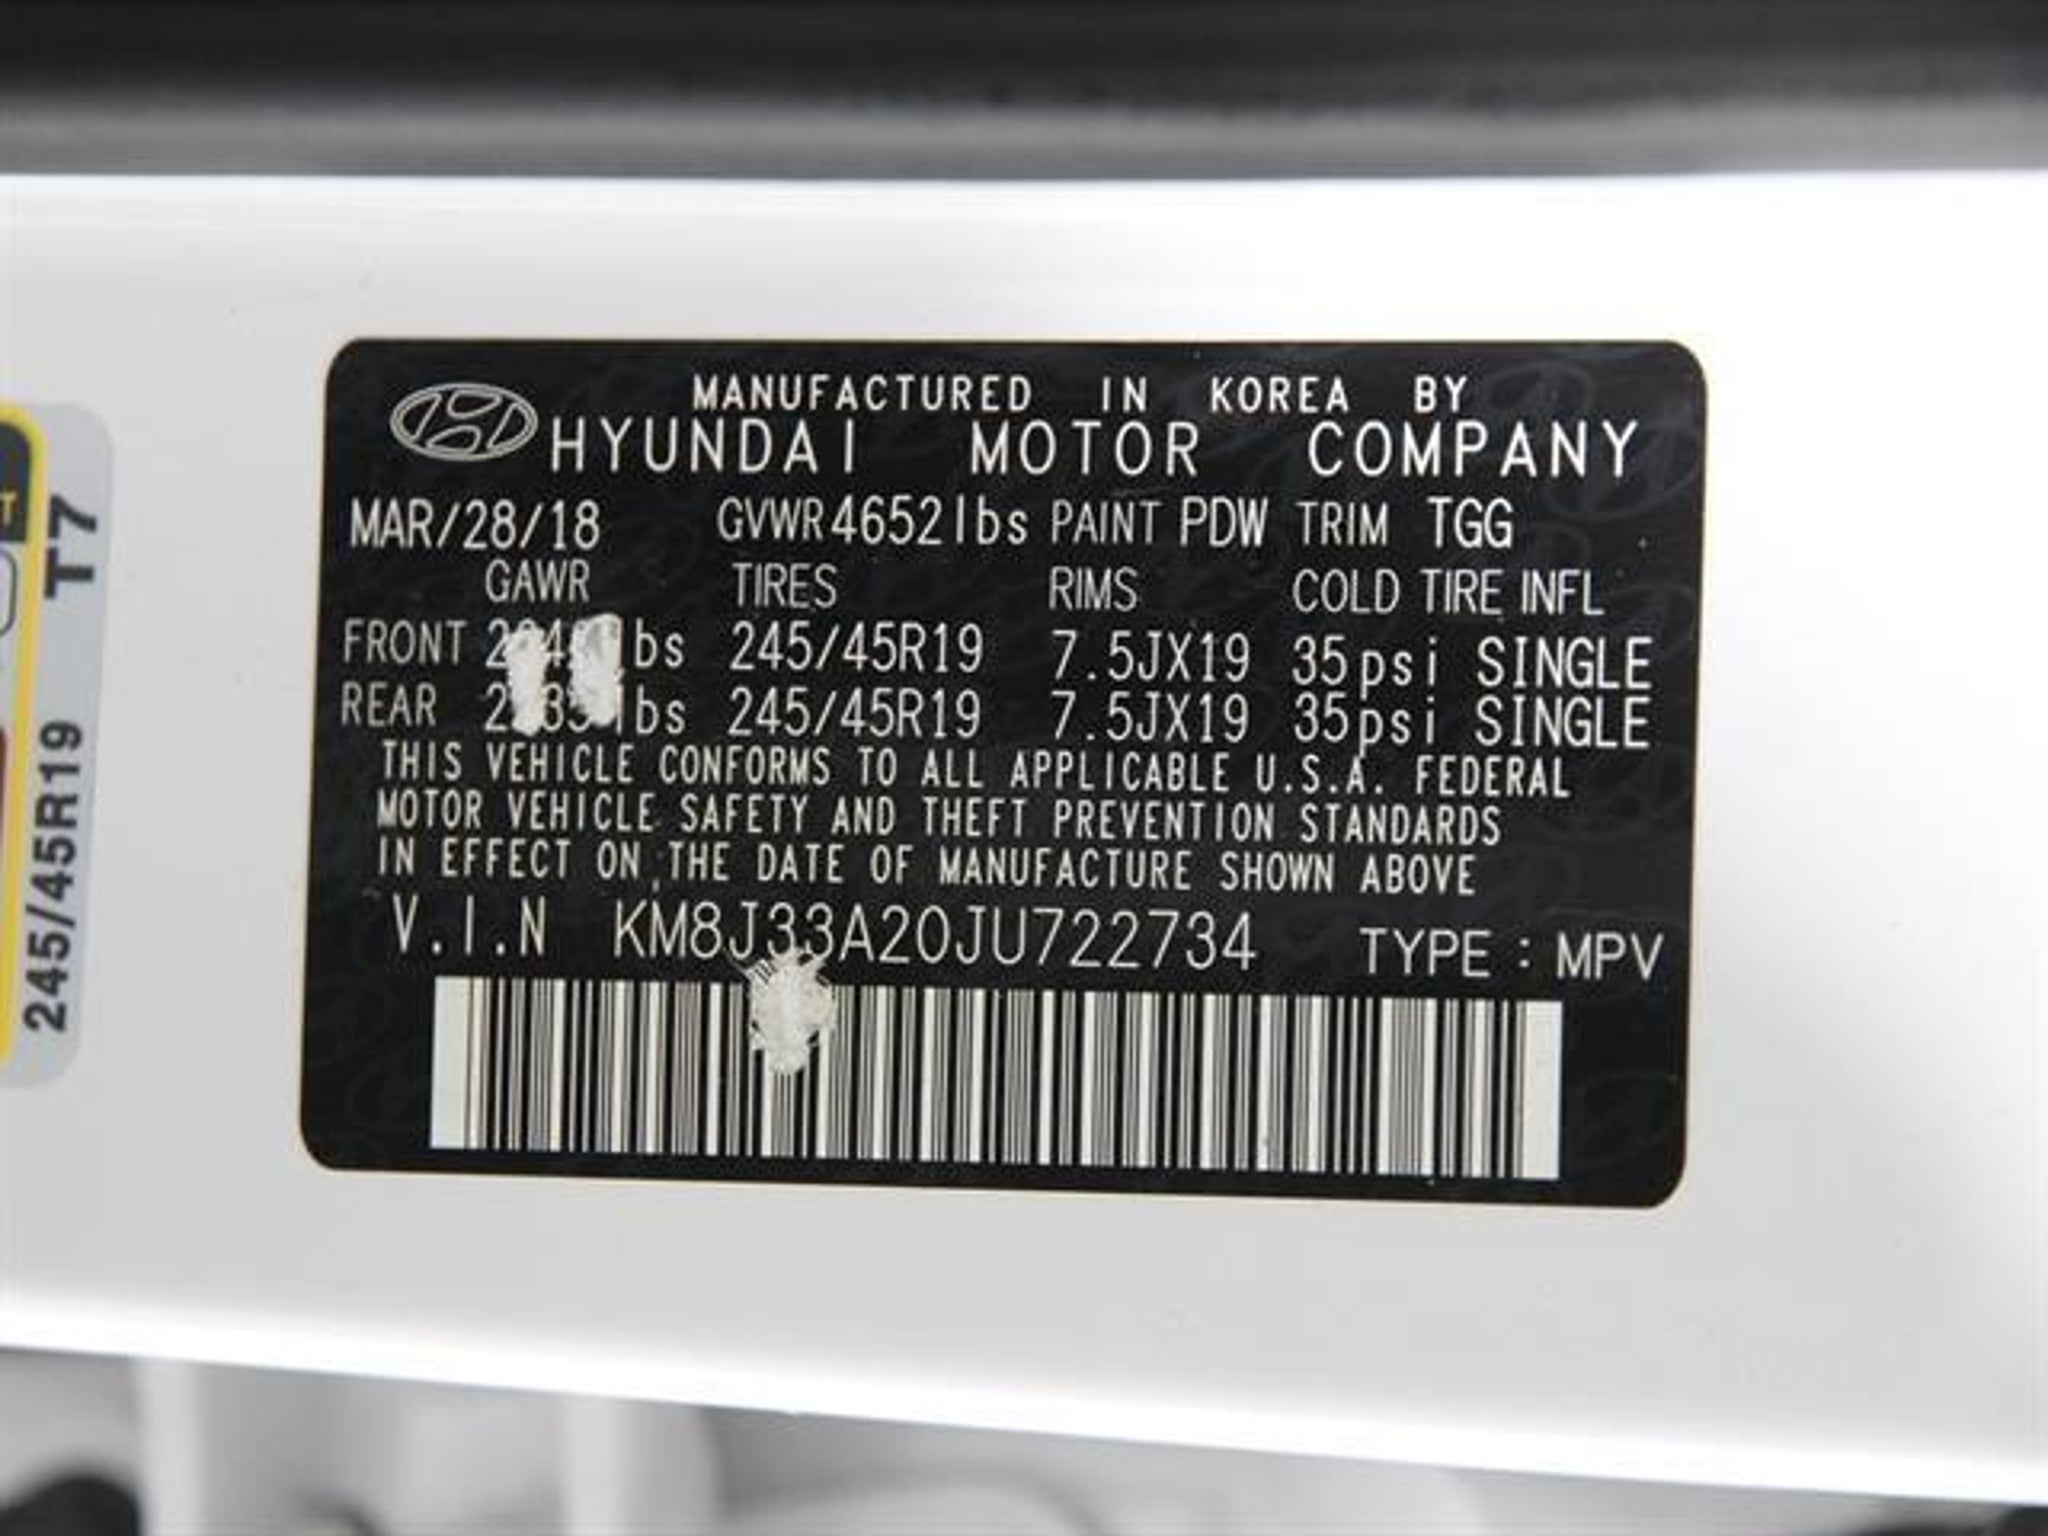 MANUFACTURED IN KOREA BY
HYUNDAI MOTOR COMPANY
MAR/28/18 GVWR 4652lbs PAINT PDW TRIM TGG
GAWR TIRES RIMS COLD TIRE INFL
FRONT lbs 245/45R19 7.5JX19 35psi SINGLE
REAR lbs 245/45R19 7.5JX19 35psi SINGLE
THIS VEHICLE CONFORMS TO ALL APPLICABLE U.S.A. FEDERAL
MOTOR VEHICLE SAFETY AND THEFT PREVENTION STANDARDS
IN EFFECT ON THE DATE OF MANUFACTURE SHOWN ABOVE
V.I.N KM8J33A20JU722734 TYPE : MPV
245/45R19 T7